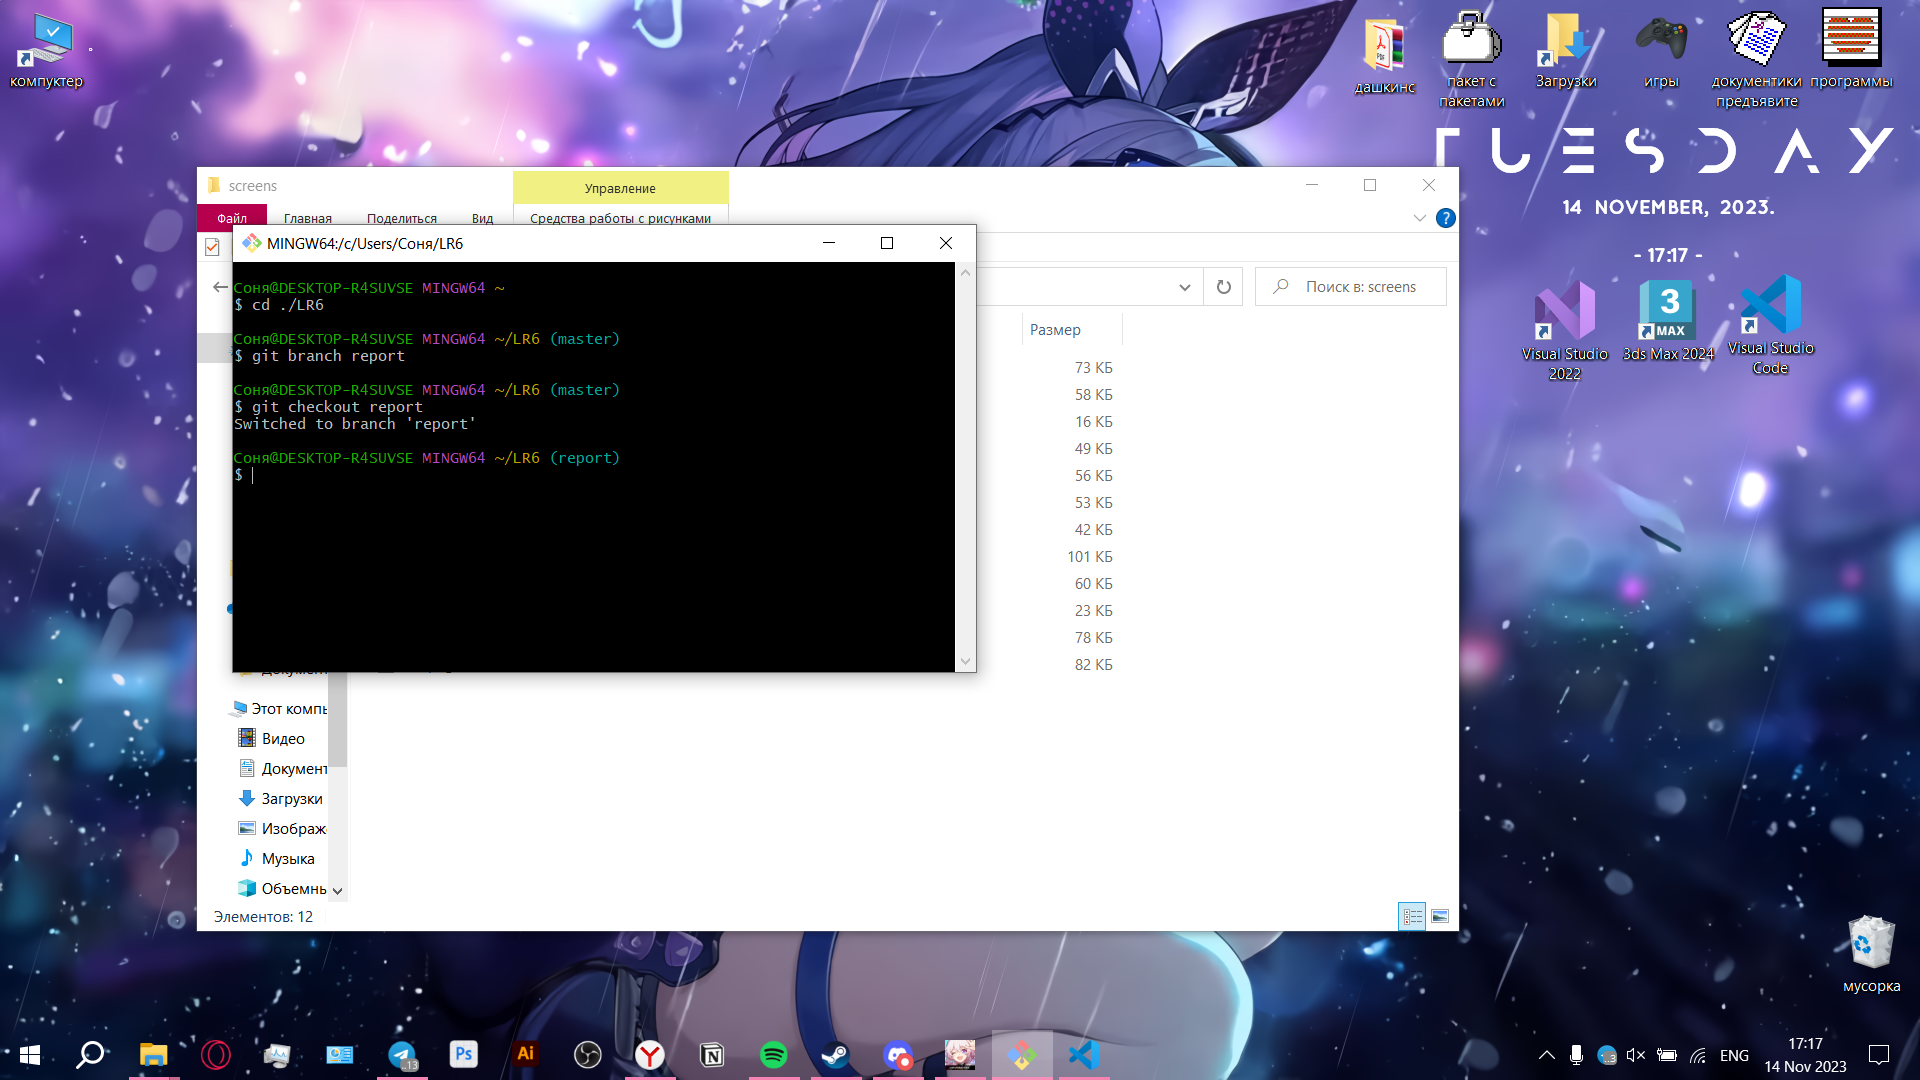 компуктер
дашкинс
пакет с
пакетами
Загрузки
игры
документики
предъявите
программы
TUESDAY
14 NOVEMBER, 2023.
- 17:17 -
Visual Studio
2022
3
MAX
3ds Max 2024
Visual Studio
Code
screens
Управление
Файл
Главная
Поделиться
Вид
Средства работы с рисунками
MINGW64:/c/Users/Соня/LR6
Соня@DESKTOP-R4SUVSE MINGW64 ~
$ cd ./LR6
Соня@DESKTOP-R4SUVSE MINGW64 ~/LR6 (master)
$ git branch report
Соня@DESKTOP-R4SUVSE MINGW64 ~/LR6 (master)
$ git checkout report
Switched to branch 'report'
Соня@DESKTOP-R4SUVSE MINGW64 ~/LR6 (report)
$
Поиск в: screens
Размер
73 КБ
58 КБ
16 КБ
49 КБ
56 КБ
53 КБ
42 КБ
101 КБ
60 КБ
23 КБ
78 КБ
82 КБ
Этот компь
Видео
Документ
Загрузки
Изображ
Музыка
Объемны
Элементов: 12
мусорка
Ps
Ai
ENG
17:17
14 Nov 2023